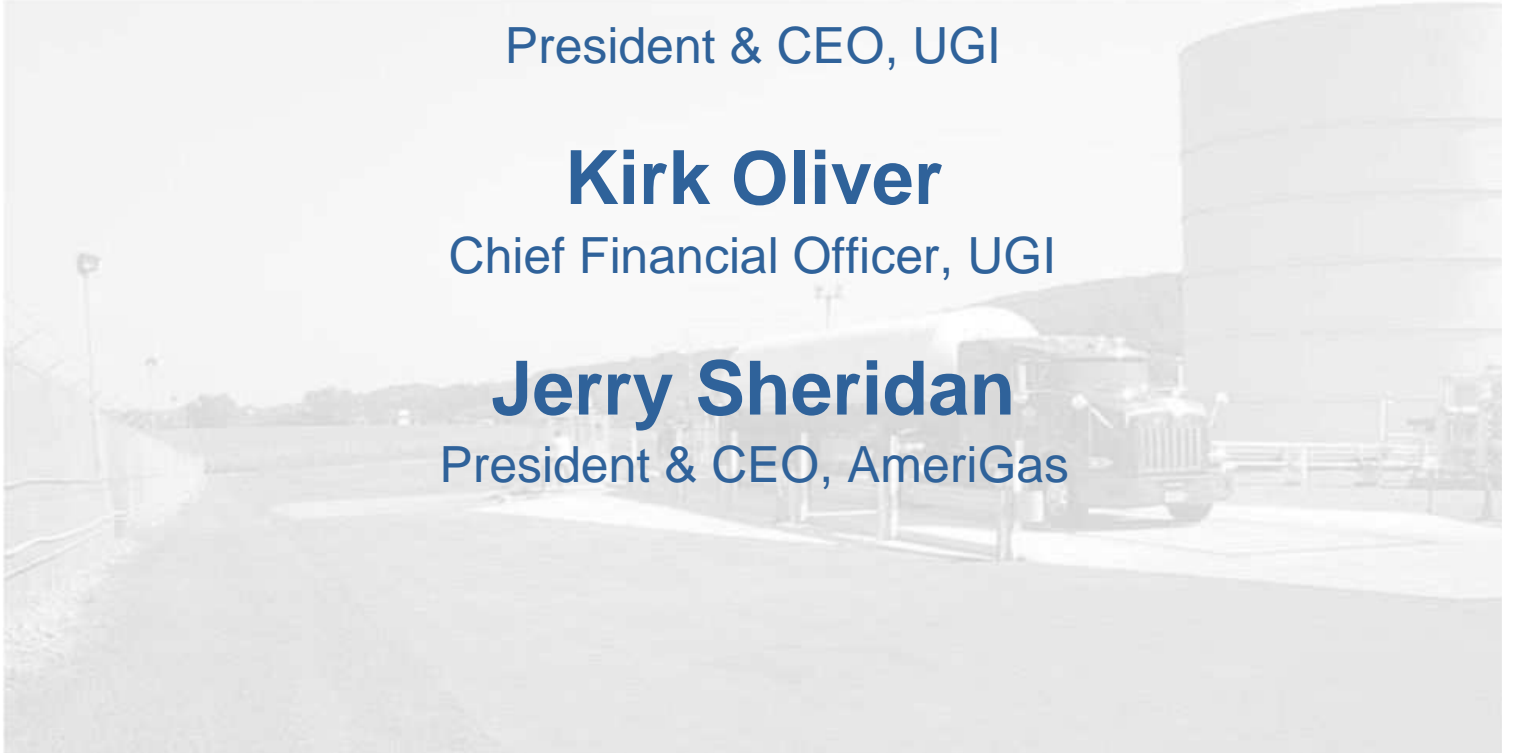 President & CEO, UGI
Kirk Oliver
Chief Financial Officer, UGI
Jerry Sheridan
President & CEO, AmeriGas